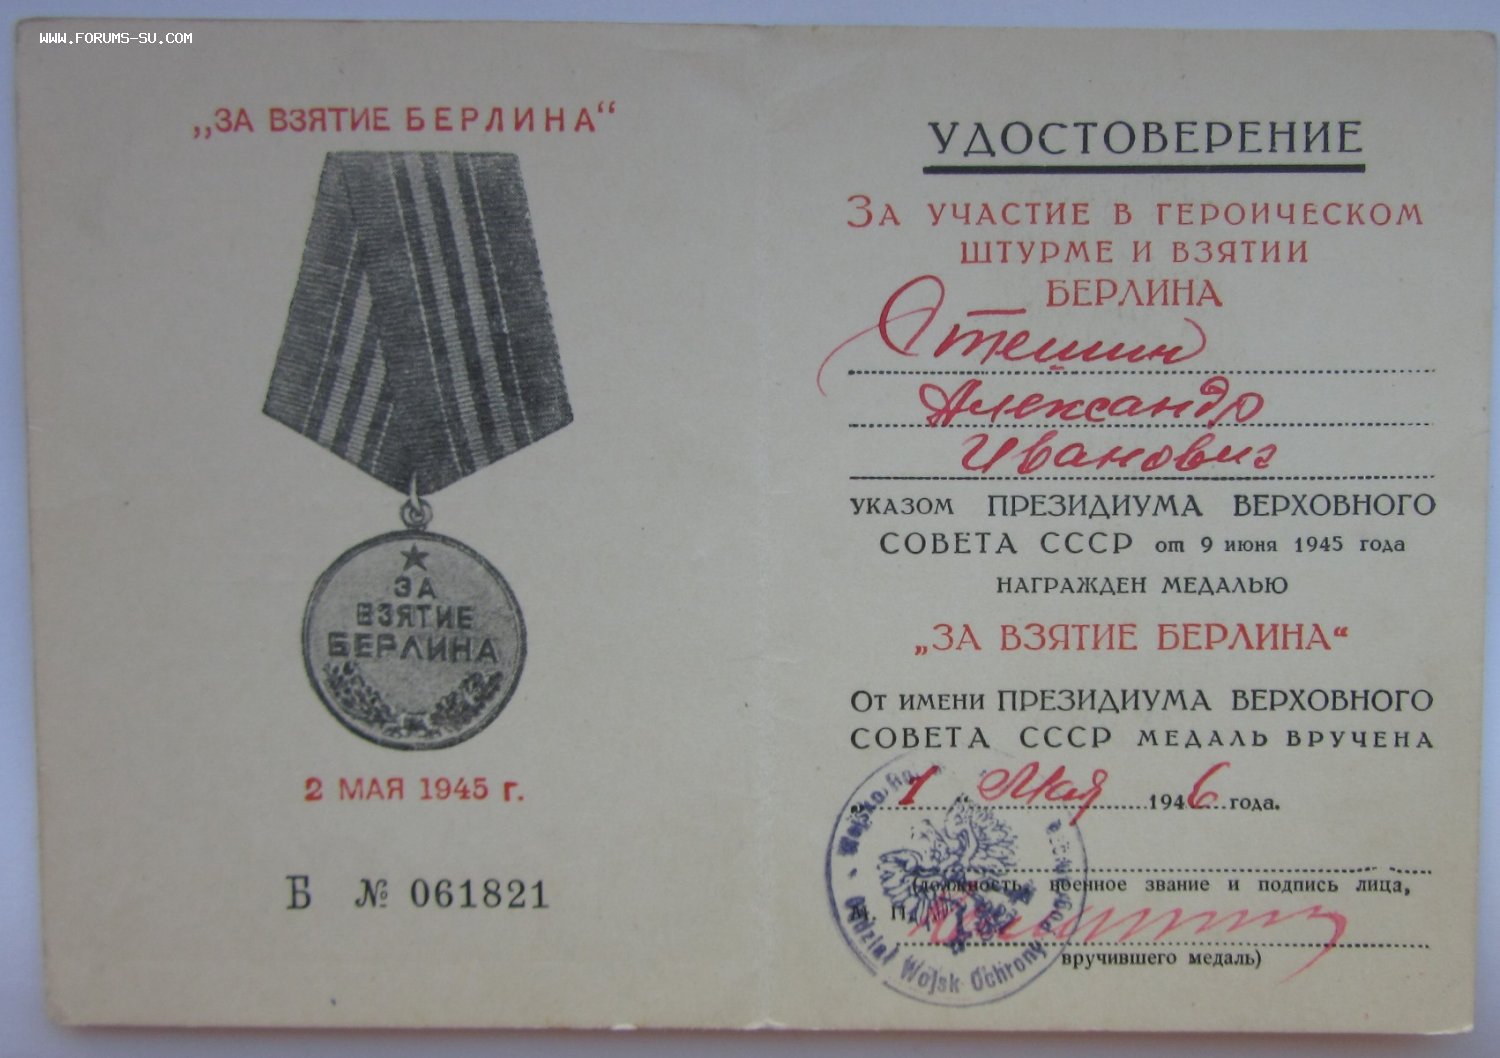 WWW.FORUMS-SU.COM
„ЗА ВЗЯТИЕ БЕРЛИНА“
ЗА
ВЗЯТИЕ
БЕРЛИНА
2 МАЯ 1945 г.
Б № 061821
УДОСТОВЕРЕНИЕ
ЗА УЧАСТИЕ В ГЕРОИЧЕСКОМ
ШТУРМЕ И ВЗЯТИИ
БЕРЛИНА
Александр
Иванович
УКАЗОМ ПРЕЗИДИУМА ВЕРХОВНОГО
СОВЕТА СССР от 9 июня 1945 года
НАГРАЖДЕН МЕДАЛЬЮ
„ЗА ВЗЯТИЕ БЕРЛИНА“
ОТ ИМЕНИ ПРЕЗИДИУМА ВЕРХОВНОГО
СОВЕТА СССР МЕДАЛЬ ВРУЧЕНА
„1“ Мая 1946 года.
(должность, военное звание и подпись лица,
М. П.
вручившего медаль)
Oddział Wojsk Ochrony